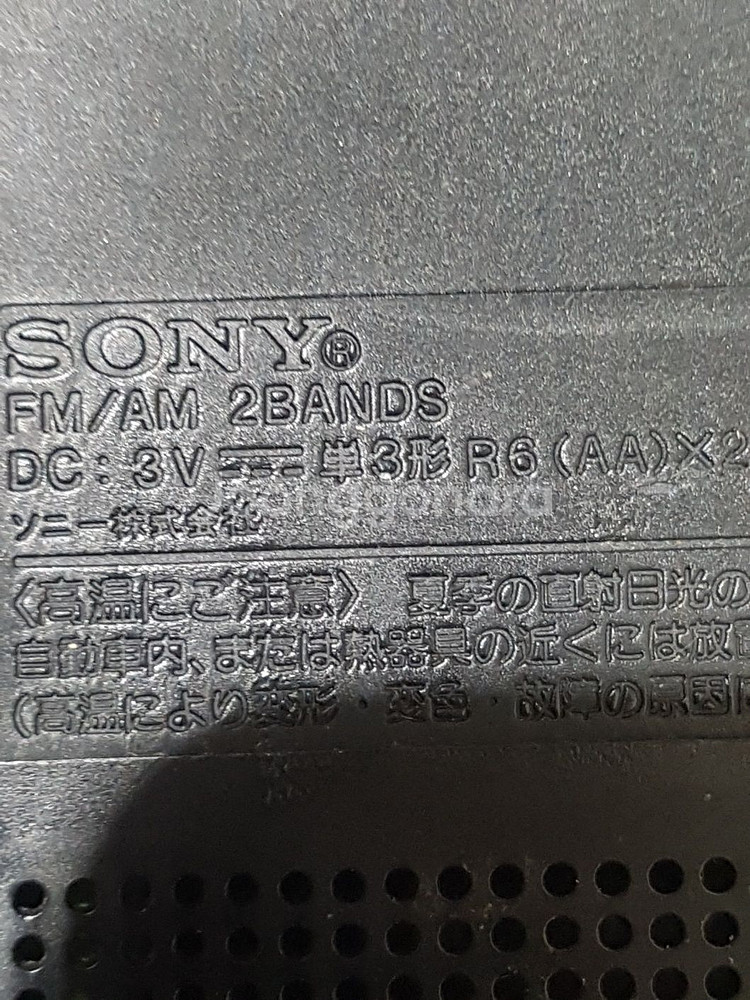 SONY®
FM/AM 2BANDS
DC: 3V ⎓ 単3形 R6 (AA)×2
ソニー株式会社
〈高温にご注意〉 夏季の直射日光の
自動車内、または熱器具の近くには放
(高温により変形・変色・故障の原因